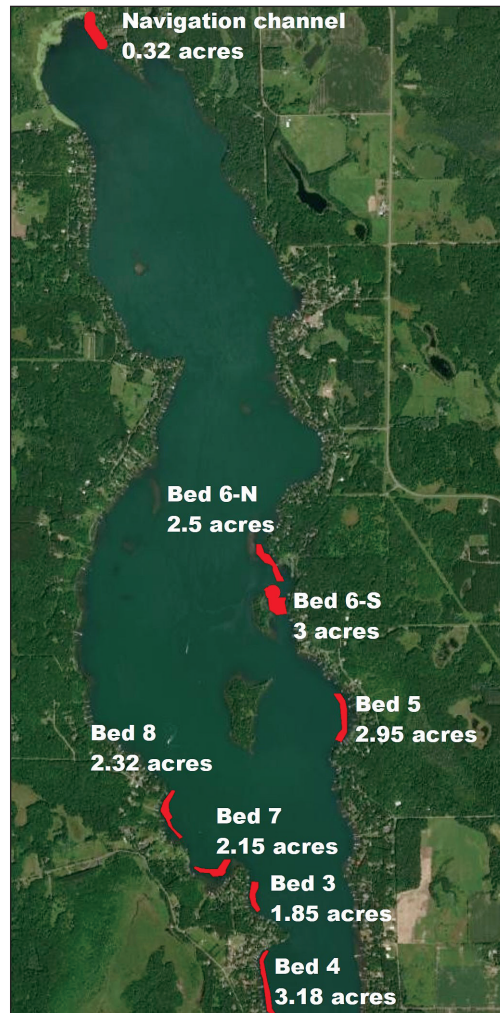 Navigation channel
0.32 acres
Bed 6-N
2.5 acres
Bed 6-S
3 acres
Bed 5
2.95 acres
Bed 8
2.32 acres
Bed 7
2.15 acres
Bed 3
1.85 acres
Bed 4
3.18 acres